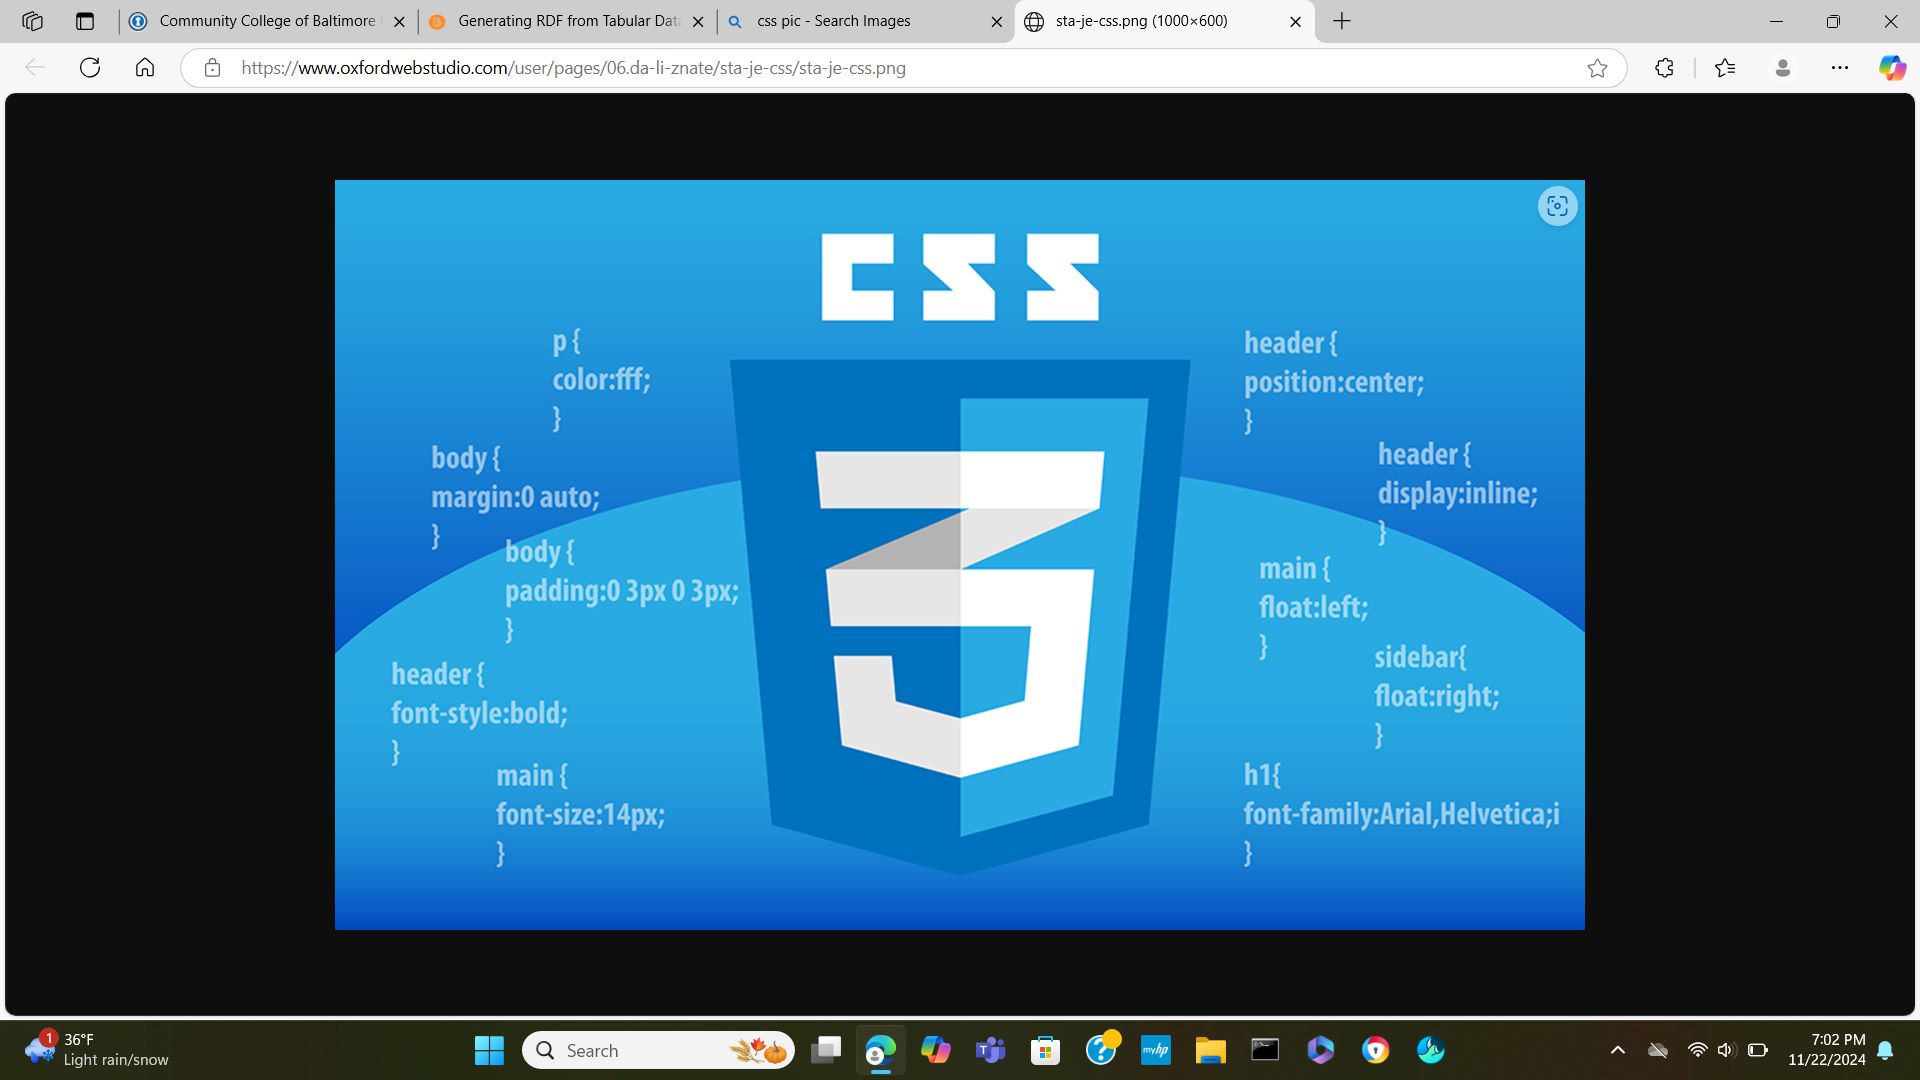 Community College of Baltimore
Generating RDF from Tabular Data
css pic - Search Images
sta-je-css.png (1000×600)
https://www.oxfordwebstudio.com/user/pages/06.da-li-znate/sta-je-css/sta-je-css.png
CSS
p {
color:fff;
}
body {
margin:0 auto;
}
body {
padding:0 3px 0 3px;
}
header {
font-style:bold;
}
main {
font-size:14px;
}
header {
position:center;
}
header {
display:inline;
}
main {
float:left;
}
sidebar{
float:right;
}
h1{
font-family:Arial,Helvetica;i
}
3
1
36°F
Light rain/snow
Search
myhp
7:02 PM
11/22/2024